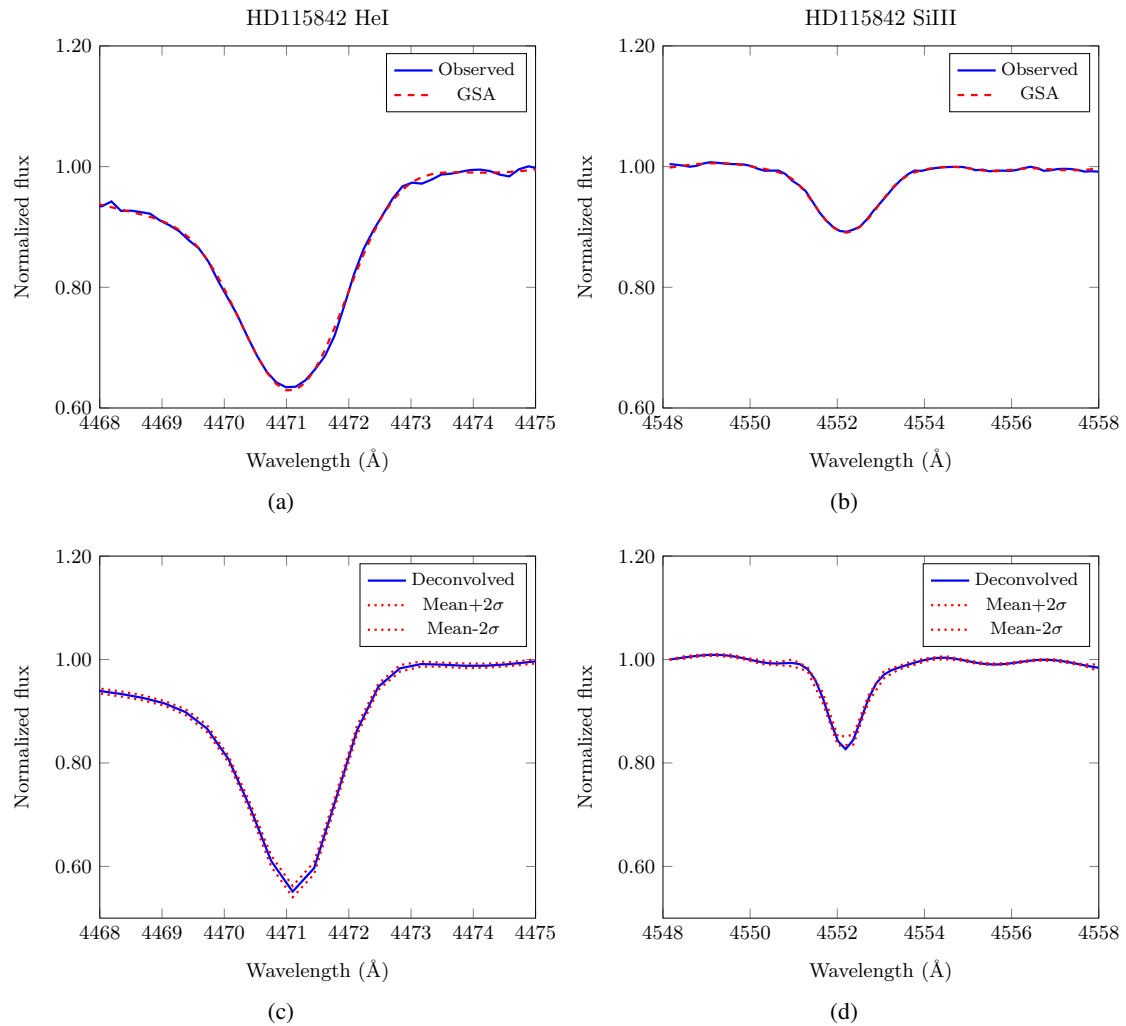 HD115842 HeI
HD115842 SiIII
1.20
1.00
0.80
0.60
Normalized flux
Observed
GSA
4468 4469 4470 4471 4472 4473 4474 4475
Wavelength (Å)
(a)
1.20
1.00
0.80
0.60
Normalized flux
Observed
GSA
4548 4550 4552 4554 4556 4558
Wavelength (Å)
(b)
1.20
1.00
0.80
0.60
Normalized flux
Deconvolved
Mean+2σ
Mean-2σ
4468 4469 4470 4471 4472 4473 4474 4475
Wavelength (Å)
(c)
1.20
1.00
0.80
0.60
Normalized flux
Deconvolved
Mean+2σ
Mean-2σ
4548 4550 4552 4554 4556 4558
Wavelength (Å)
(d)